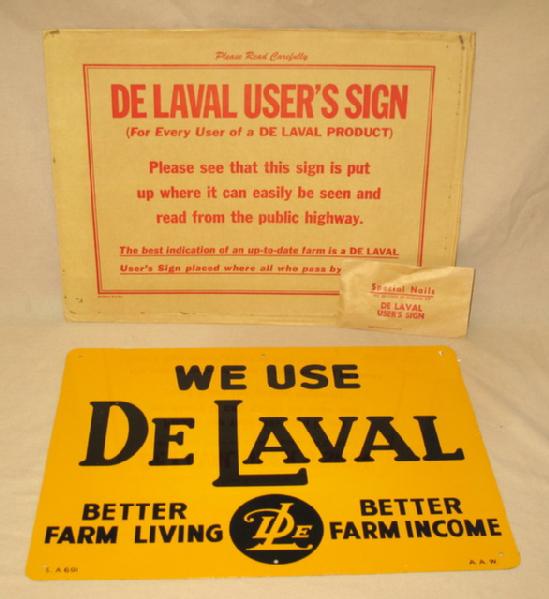 Please Read Carefully
DE LAVAL USER'S SIGN
(For Every User of a DE LAVAL PRODUCT)
Please see that this sign is put
up where it can easily be seen and
read from the public highway.
The best indication of an up-to-date farm is a DE LAVAL
User's Sign placed where all who pass by
Special Nails
DE LAVAL
USER'S SIGN
WE USE
DE LAVAL
BETTER
FARM LIVING
DLE
BETTER
FARM INCOME
A.A.W.